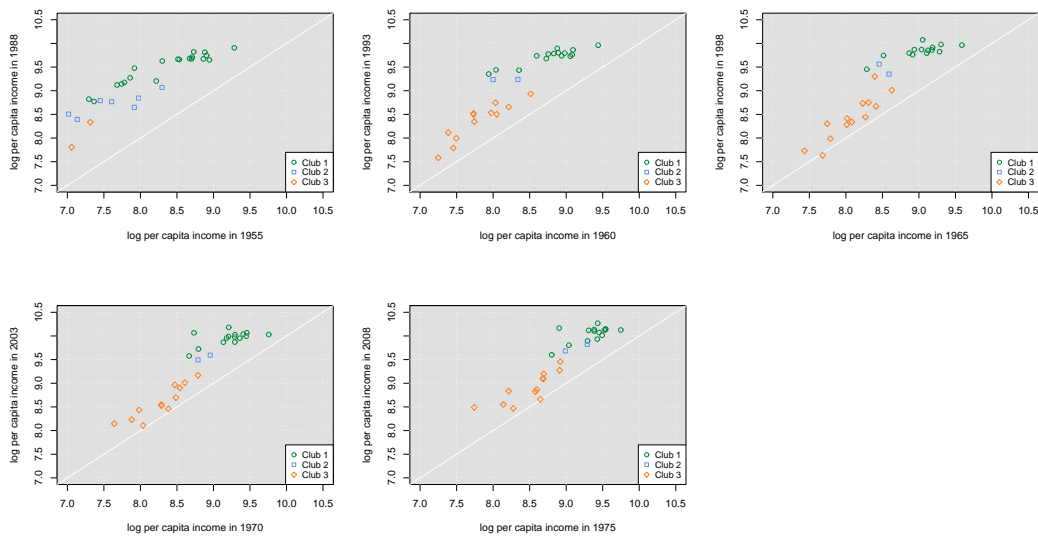 log per capita income in 1988
10.5
10.0
9.5
9.0
8.5
8.0
7.5
7.0
Club 1
Club 2
Club 3
7.0 7.5 8.0 8.5 9.0 9.5 10.0 10.5
log per capita income in 1955
log per capita income in 1993
10.5
10.0
9.5
9.0
8.5
8.0
7.5
7.0
Club 1
Club 2
Club 3
7.0 7.5 8.0 8.5 9.0 9.5 10.0 10.5
log per capita income in 1960
log per capita income in 1998
10.5
10.0
9.5
9.0
8.5
8.0
7.5
7.0
Club 1
Club 2
Club 3
7.0 7.5 8.0 8.5 9.0 9.5 10.0 10.5
log per capita income in 1965
log per capita income in 2003
10.5
10.0
9.5
9.0
8.5
8.0
7.5
7.0
Club 1
Club 2
Club 3
7.0 7.5 8.0 8.5 9.0 9.5 10.0 10.5
log per capita income in 1970
log per capita income in 2008
10.5
10.0
9.5
9.0
8.5
8.0
7.5
7.0
Club 1
Club 2
Club 3
7.0 7.5 8.0 8.5 9.0 9.5 10.0 10.5
log per capita income in 1975